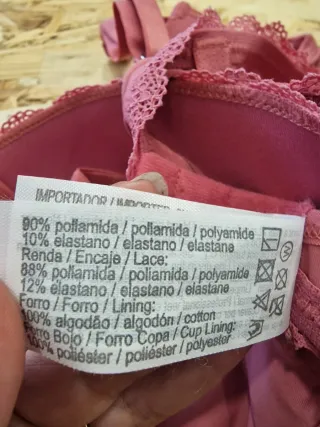 IMPORTADOR / IMPORTER
90% poliamida / poliamida / polyamide
10% elastano / elastano / elastane
Renda / Encaje / Lace:
88% poliamida / poliamida / polyamide
12% elastano / elastano / elastane
Forro / Forro / Lining:
100% algodão / algodón / cotton
Forro Bojo / Forro Copa / Cup Lining:
100% poliéster / poliéster / polyester